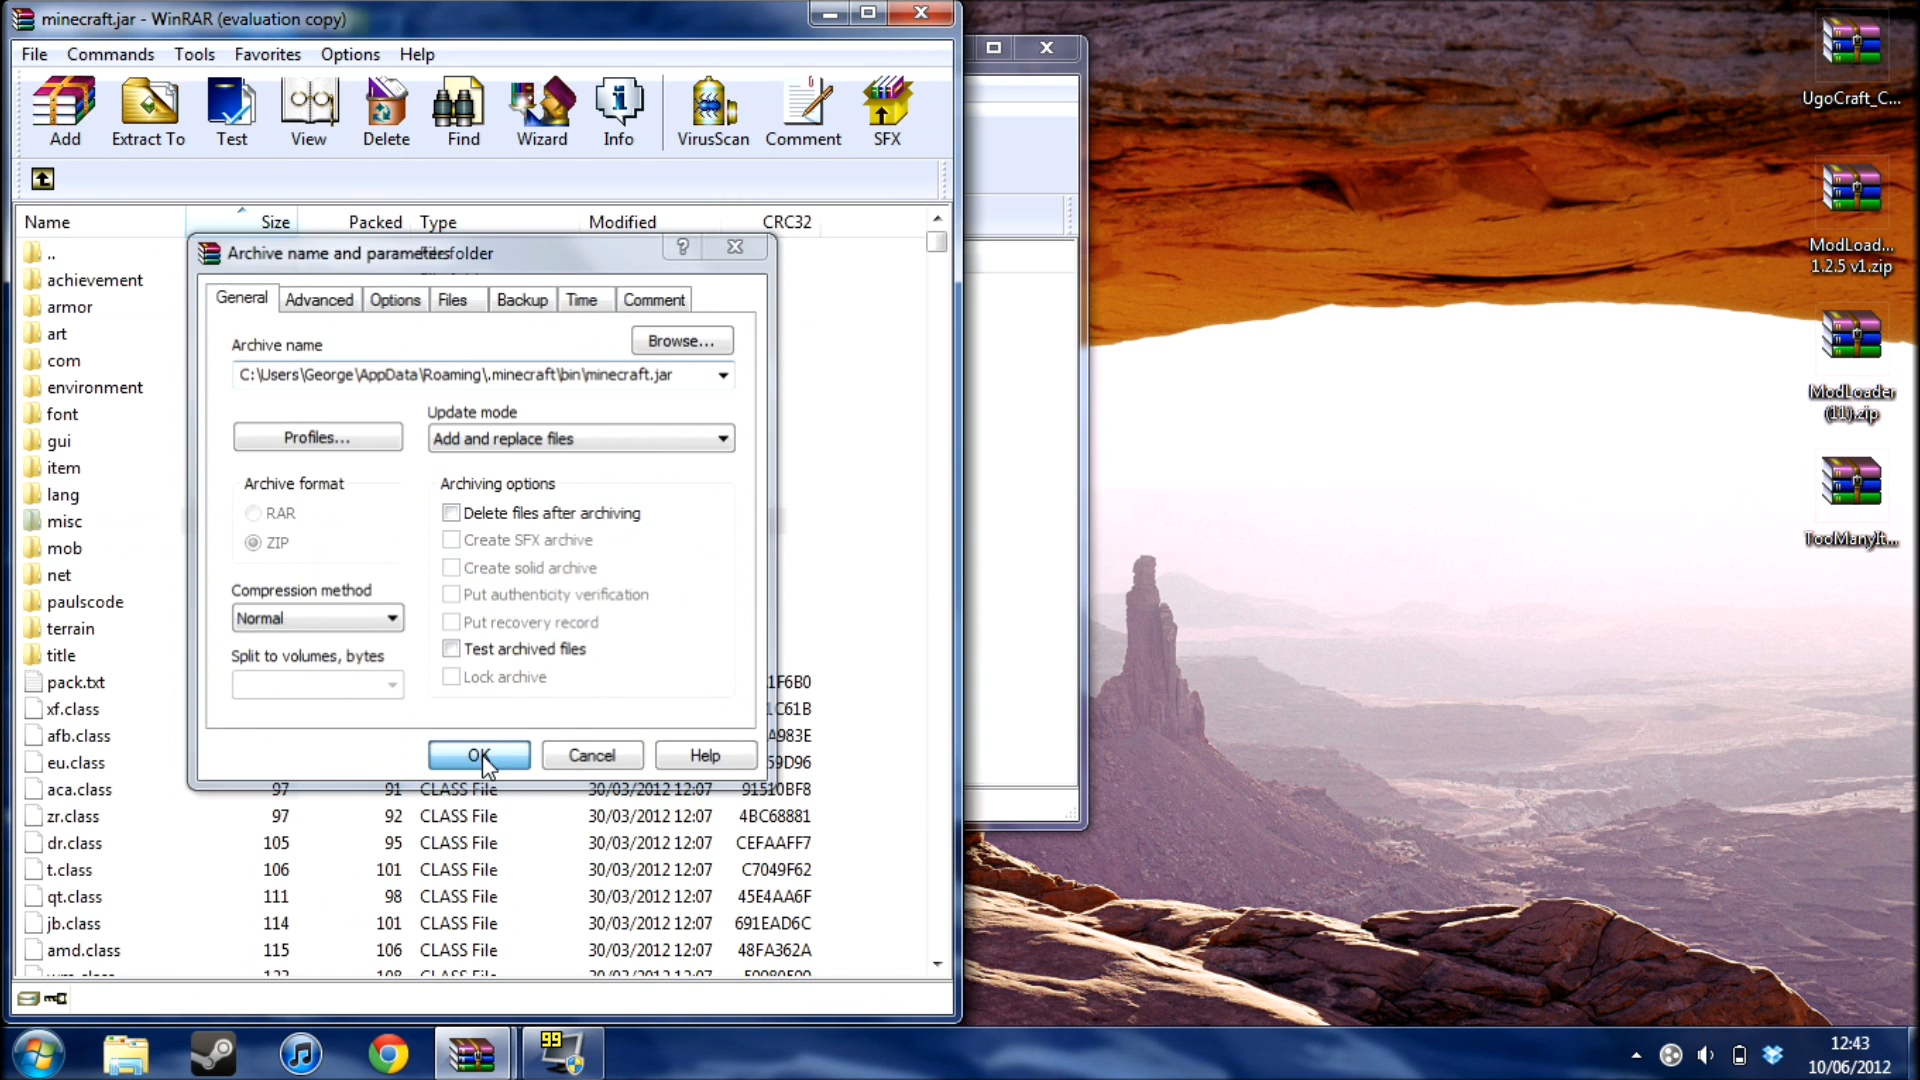 minecraft.jar - WinRAR (evaluation copy)
File Commands Tools Favorites Options Help
Add Extract To Test View Delete Find Wizard Info VirusScan Comment SFX
Name Size Packed Type Modified CRC32
..
achievement
armor
art
com
environment
font
gui
item
lang
misc
mob
net
paulscode
terrain
title
pack.txt 1F6B0
xf.class 1C61B
afb.class A983E
eu.class 59D96
aca.class 97 91 CLASS File 30/03/2012 12:07 91510BF8
zr.class 97 92 CLASS File 30/03/2012 12:07 4BC68881
dr.class 105 95 CLASS File 30/03/2012 12:07 CEFAAFF7
t.class 106 101 CLASS File 30/03/2012 12:07 C7049F62
qt.class 111 98 CLASS File 30/03/2012 12:07 45E4AA6F
jb.class 114 101 CLASS File 30/03/2012 12:07 691EAD6C
amd.class 115 106 CLASS File 30/03/2012 12:07 48FA362A
Archive name and parameters folder
General Advanced Options Files Backup Time Comment
Archive name
Browse...
C:\Users\George\AppData\Roaming\.minecraft\bin\minecraft.jar
Update mode
Profiles...
Add and replace files
Archive format
RAR
ZIP
Compression method
Normal
Split to volumes, bytes
Archiving options
Delete files after archiving
Create SFX archive
Create solid archive
Put authenticity verification
Put recovery record
Test archived files
Lock archive
OK Cancel Help
UgoCraft_C...
ModLoad...
1.2.5 v1.zip
ModLoader
(11).zip
TooManyIt...
99
12:43
10/06/2012